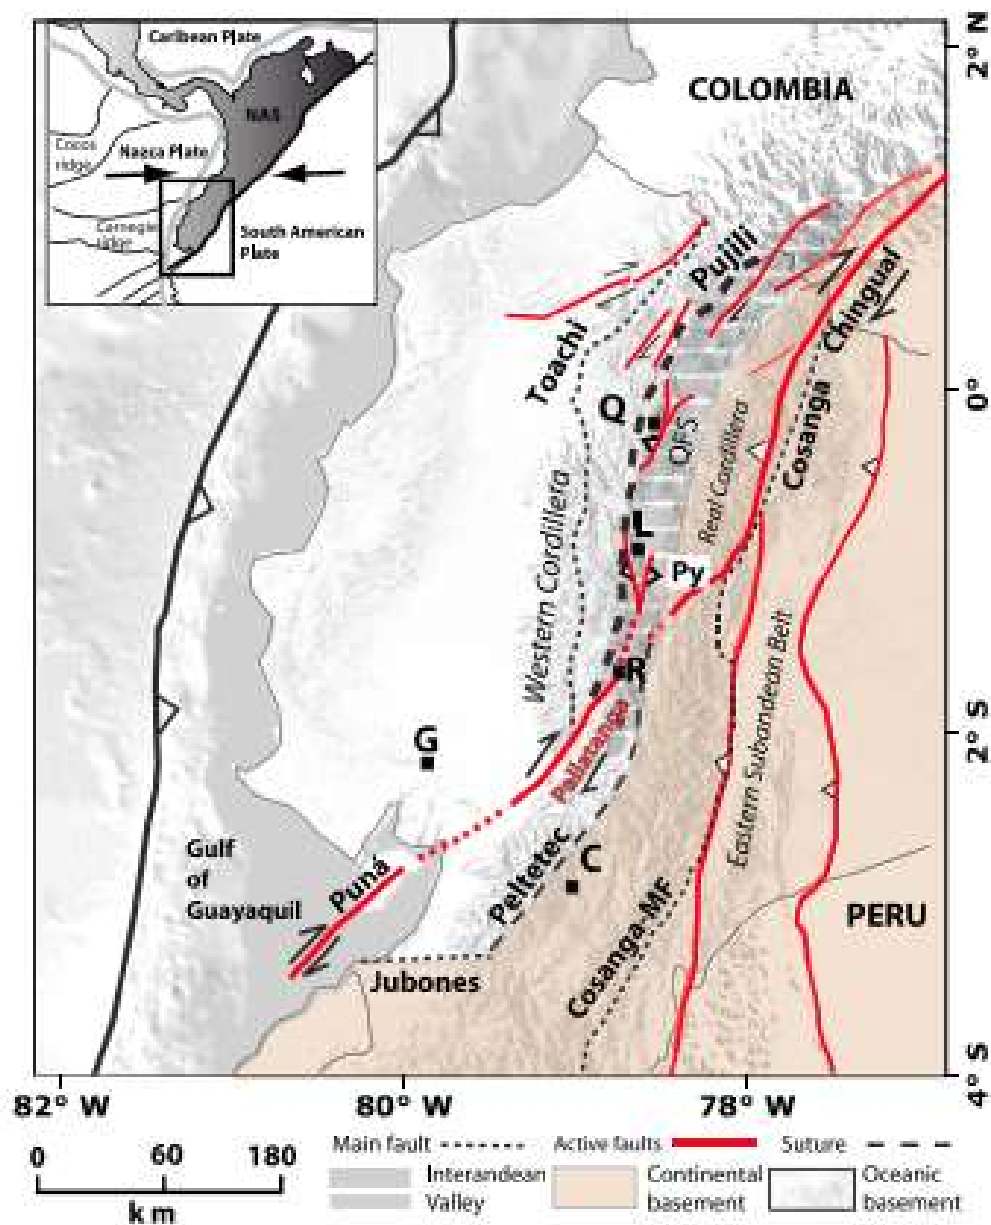 Caribean Plate
NAS
Cocos
ridge
Nazca Plate
Carnegie
ridge
South American
Plate
COLOMBIA
2° N
Pujili
Toachi
Chingual
0°
Q
QFS
Real Cordillera
Cosanga
Western Cordillera
L
Py
R
Pallatanga
2° S
G
Eastern Subandean Belt
Gulf
of
Guayaquil
Puná
Peltetec
C
Cosanga-MF
PERU
Jubones
4° S
82° W
80° W
78° W
0
60
180
km
Main fault
Active faults
Suture
Interandean
Valley
Continental
basement
Oceanic
basement